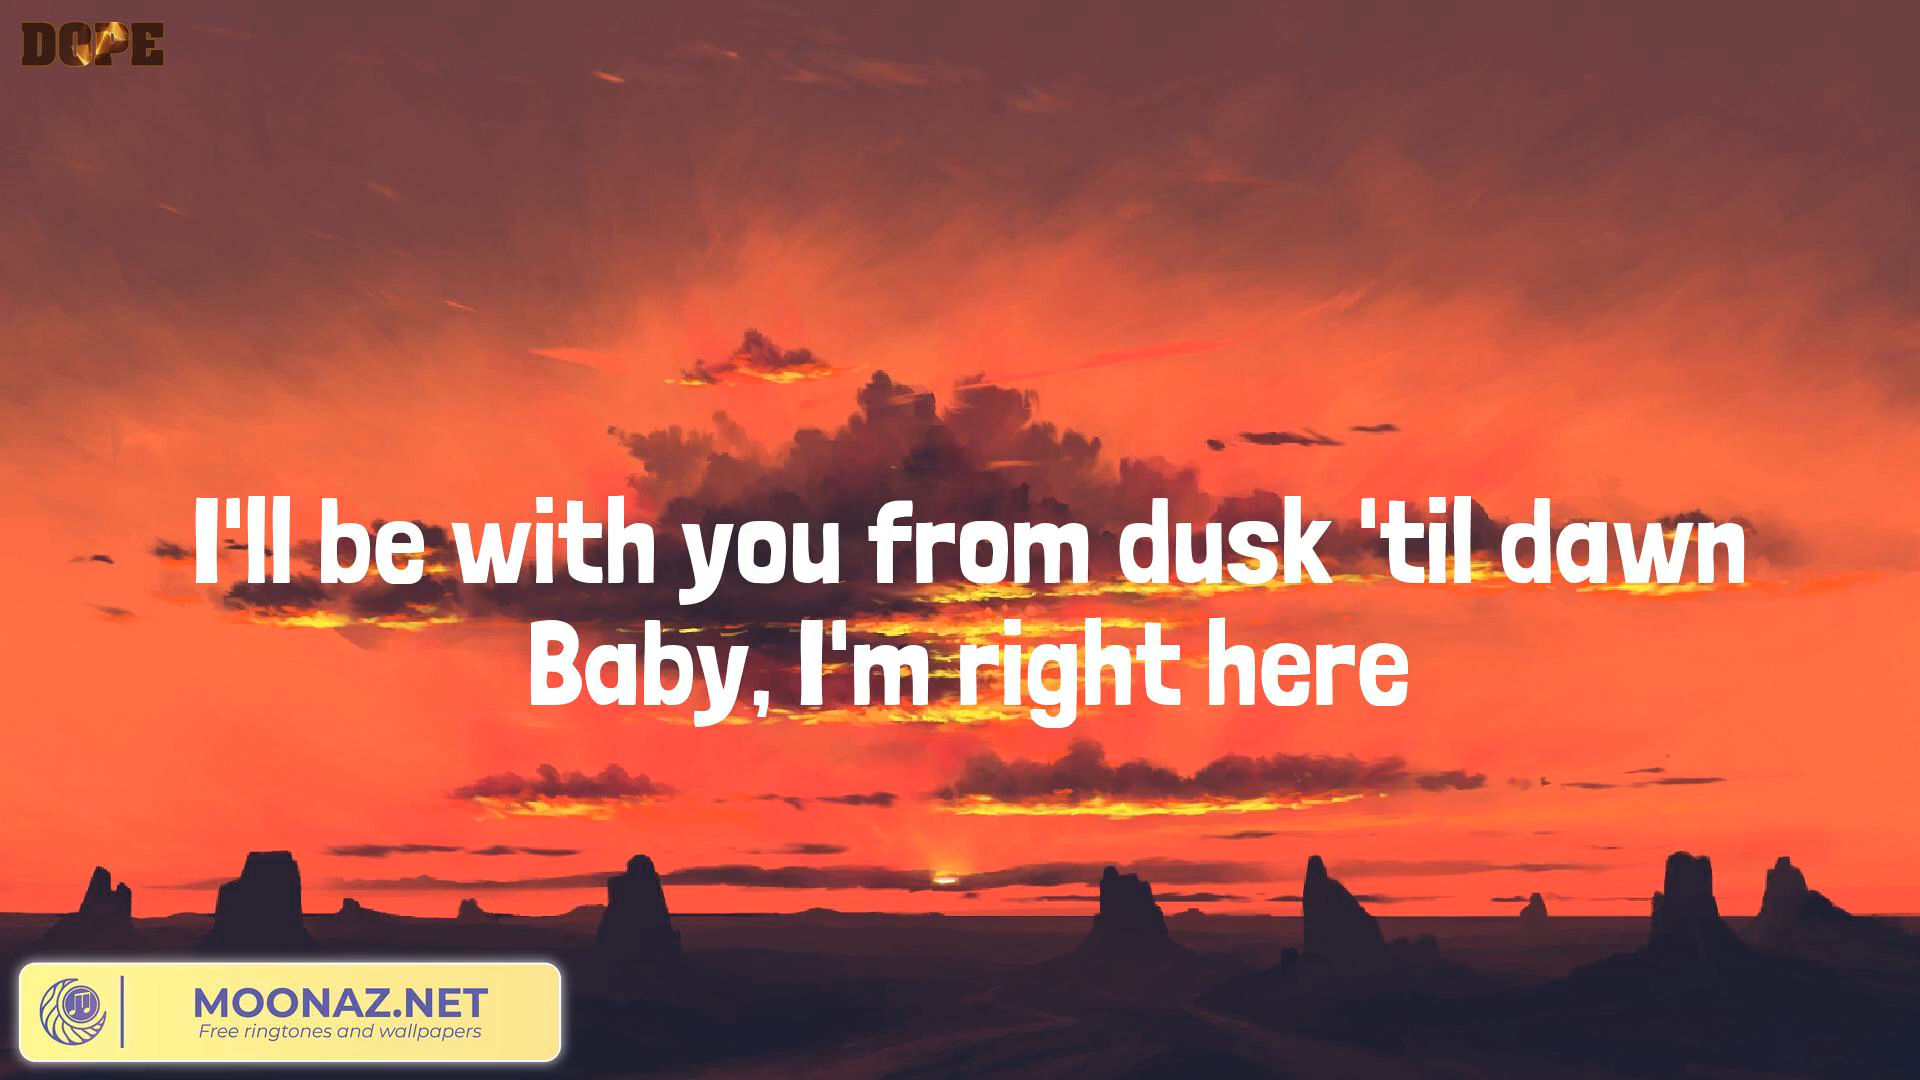 DOPE
I'll be with you from dusk 'til dawn
Baby, I'm right here
MOONAZ.NET
Free ringtones and wallpapers